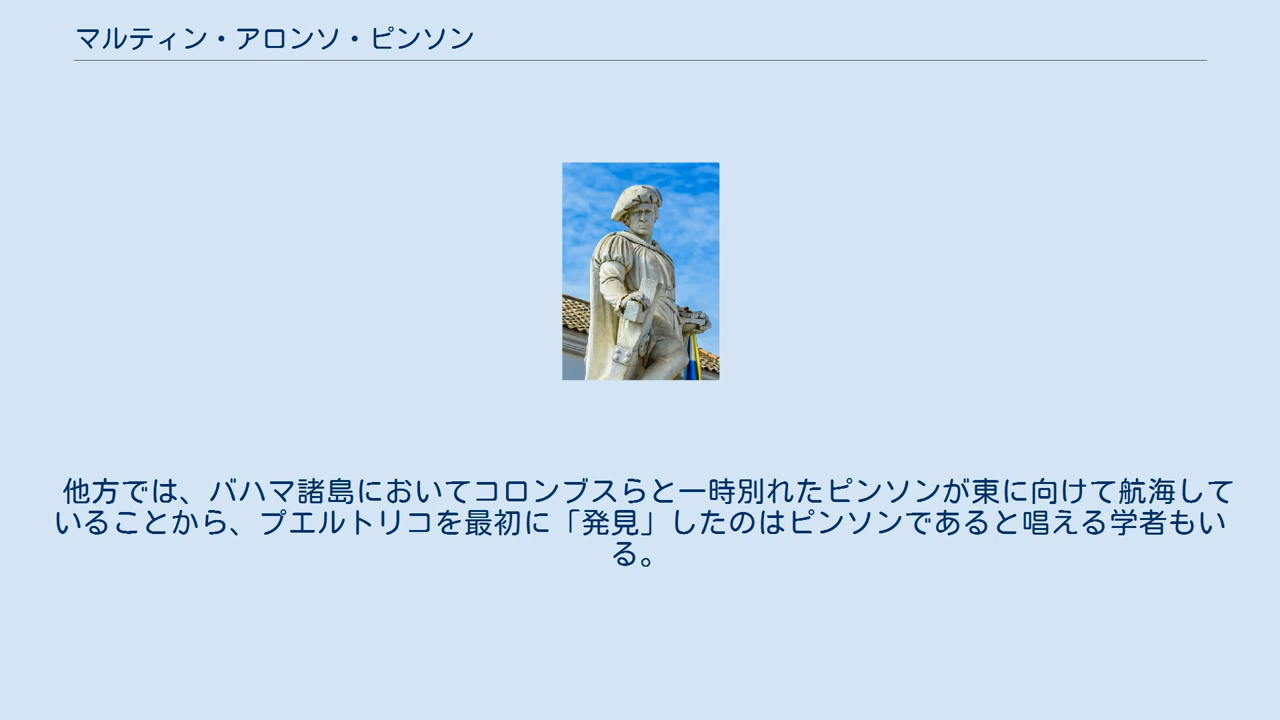 マルティン・アロンソ・ピンソン
他方では、バハマ諸島においてコロンブスらと一時別れたピンソンが東に向けて航海して
いることから、プエルトリコを最初に「発見」したのはピンソンであると唱える学者もい
る。